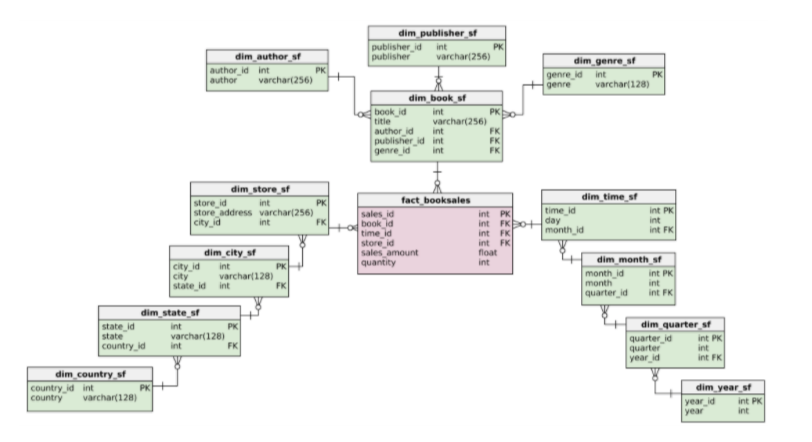 dim_publisher_sf
publisher_id int PK
publisher varchar(256)
dim_author_sf
author_id int PK
author varchar(256)
dim_genre_sf
genre_id int PK
genre varchar(128)
dim_book_sf
book_id int PK
title varchar(256)
author_id int FK
publisher_id int FK
genre_id int FK
dim_store_sf
store_id int PK
store_address varchar(256)
city_id int FK
fact_booksales
sales_id int PK
book_id int FK
time_id int FK
store_id int FK
sales_amount float
quantity int
dim_time_sf
time_id int PK
day int
month_id int FK
dim_city_sf
city_id int PK
city varchar(128)
state_id int FK
dim_month_sf
month_id int PK
month int
quarter_id int FK
dim_state_sf
state_id int PK
state varchar(128)
country_id int FK
dim_quarter_sf
quarter_id int PK
quarter int
year_id int FK
dim_country_sf
country_id int PK
country varchar(128)
dim_year_sf
year_id int PK
year int